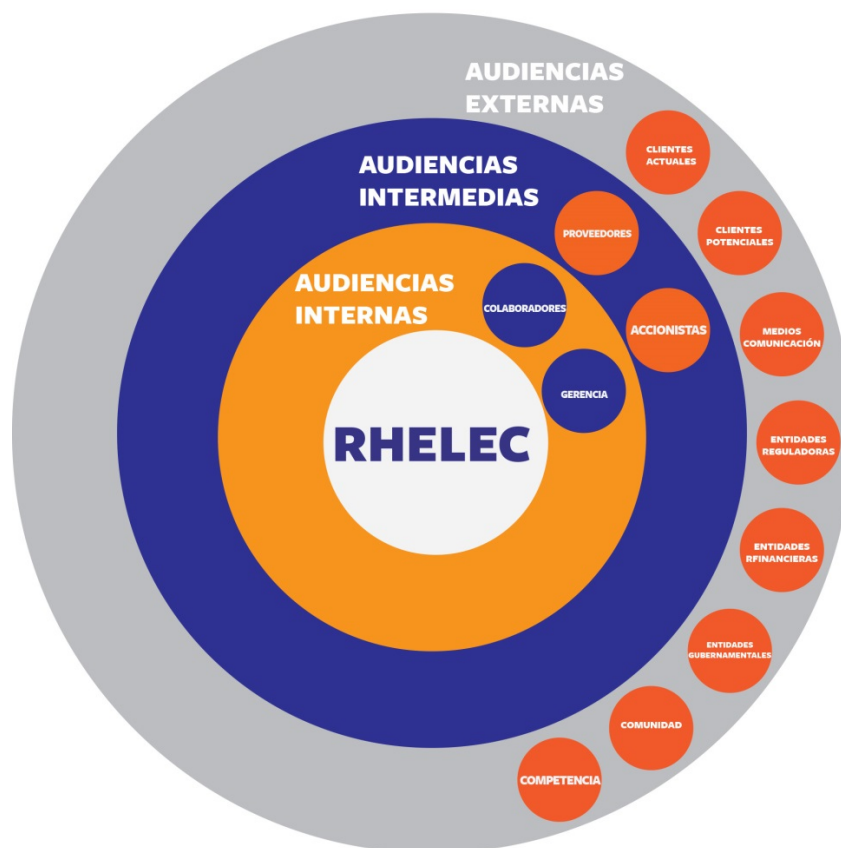 AUDIENCIAS
EXTERNAS
CLIENTES
ACTUALES
AUDIENCIAS
INTERMEDIAS
PROVEEDORES
CLIENTES
POTENCIALES
AUDIENCIAS
INTERNAS
COLABORADORES
ACCIONISTAS
MEDIOS
COMUNICACIÓN
GERENCIA
RHELEC
ENTIDADES
REGULADORAS
ENTIDADES
RFINANCIERAS
ENTIDADES
GUBERNAMENTALES
COMUNIDAD
COMPETENCIA